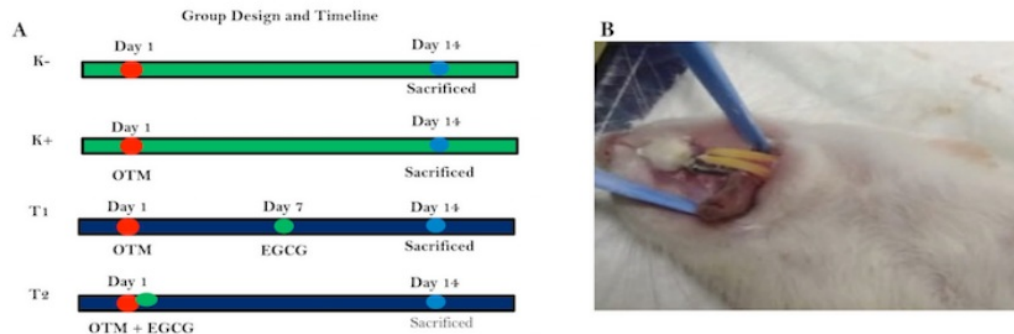 Group Design and Timeline
A
B
K-
Day 1
Day 14
Sacrificed
K+
Day 1
Day 14
OTM
Sacrificed
T1
Day 1
Day 7
Day 14
OTM
EGCG
Sacrificed
T2
Day 1
Day 14
OTM + EGCG
Sacrificed